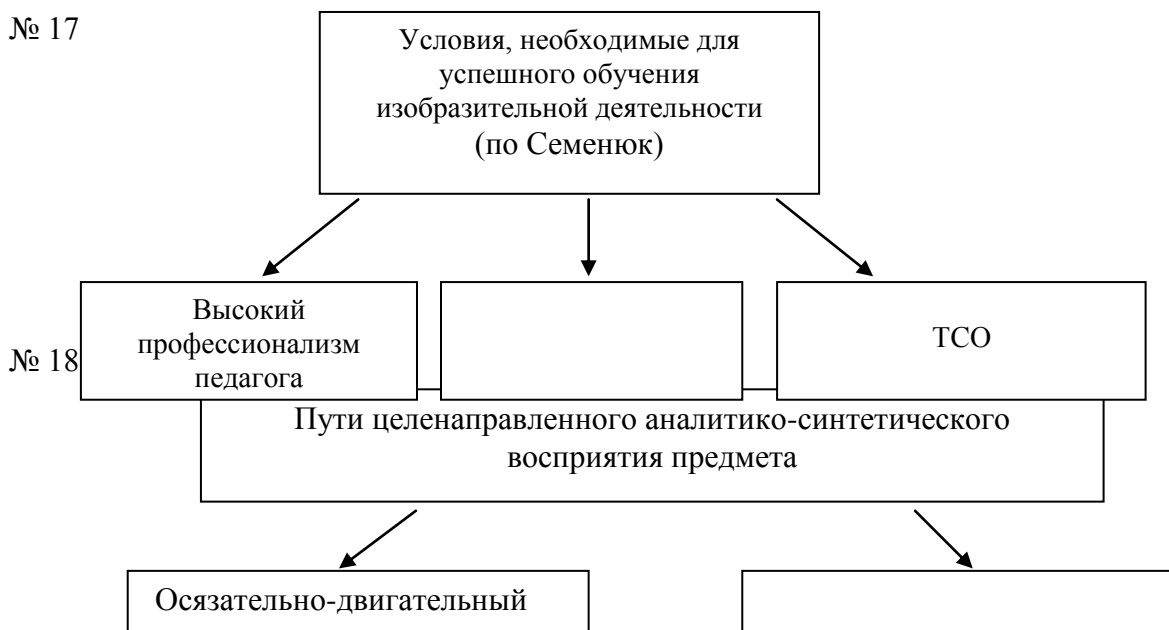 № 17
Условия, необходимые для
успешного обучения
изобразительной деятельности
(по Семенюк)
Высокий
профессионализм
педагога
ТСО
№ 18
Пути целенаправленного аналитико-синтетического
восприятия предмета
Осязательно-двигательный